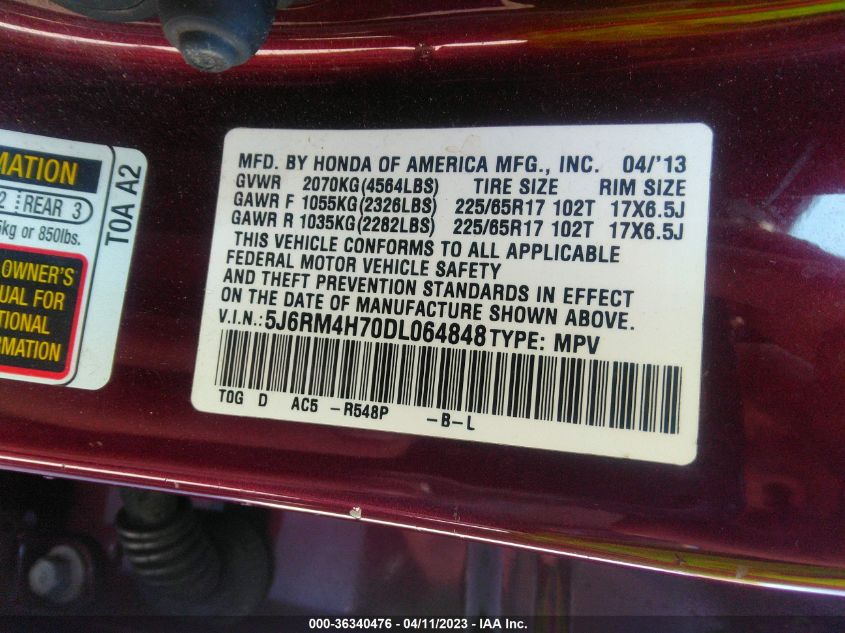 MATION
2 REAR 3
kg or 850lbs.
OWNER'S
UAL FOR
TIONAL
RMATION
T0A A2
MFD. BY HONDA OF AMERICA MFG., INC. 04/'13
GVWR 2070KG(4564LBS) TIRE SIZE RIM SIZE
GAWR F 1055KG(2326LBS) 225/65R17 102T 17X6.5J
GAWR R 1035KG(2282LBS) 225/65R17 102T 17X6.5J
THIS VEHICLE CONFORMS TO ALL APPLICABLE
FEDERAL MOTOR VEHICLE SAFETY
AND THEFT PREVENTION STANDARDS IN EFFECT
ON THE DATE OF MANUFACTURE SHOWN ABOVE.
V.I.N.:5J6RM4H70DL064848 TYPE: MPV
T0G D AC5 -R548P -B-L
000-36340476 - 04/11/2023 - IAA Inc.